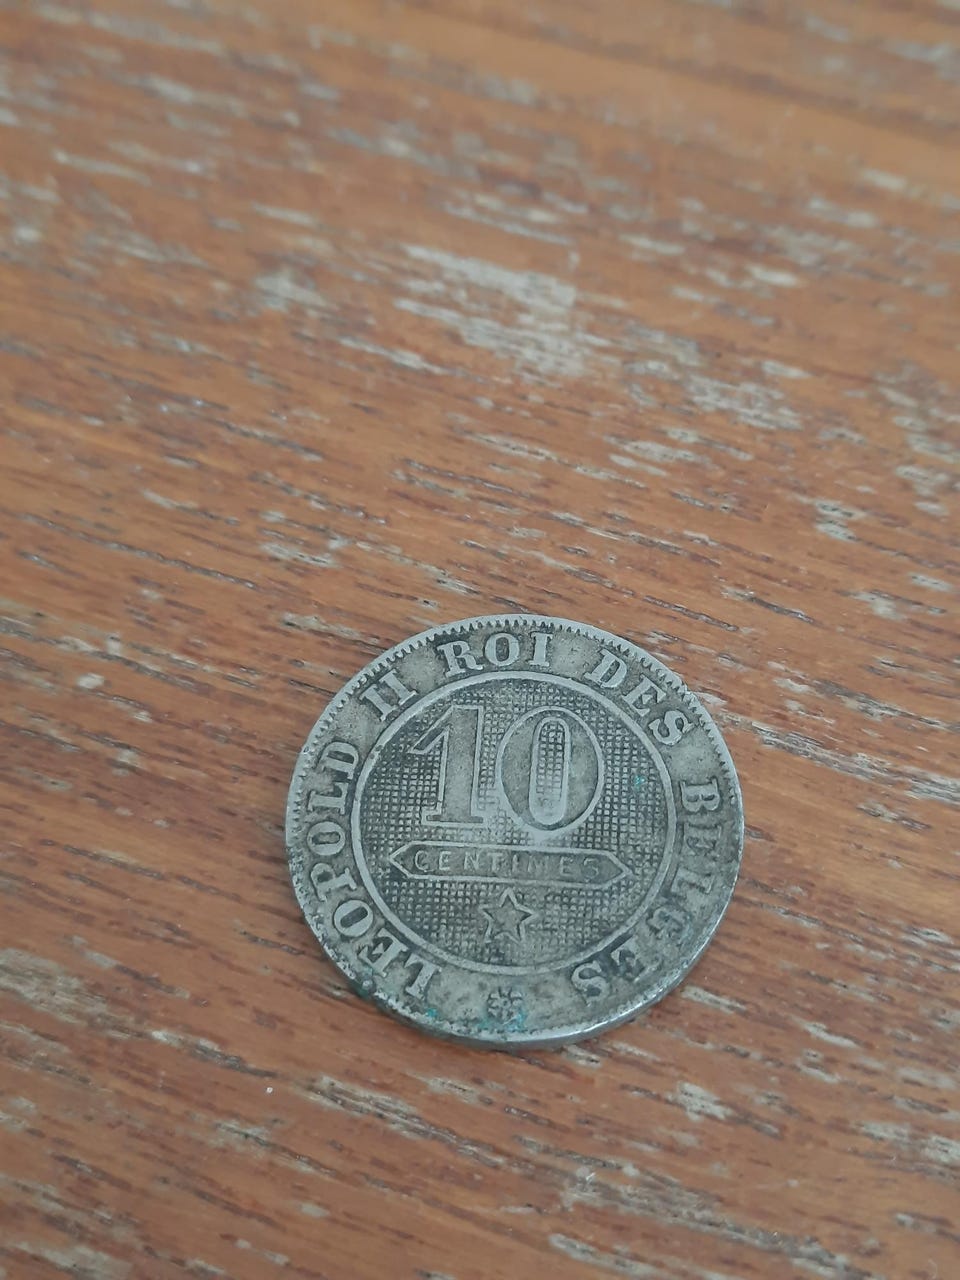 LEOPOLD II ROI DES BELGES
10
CENTIMES